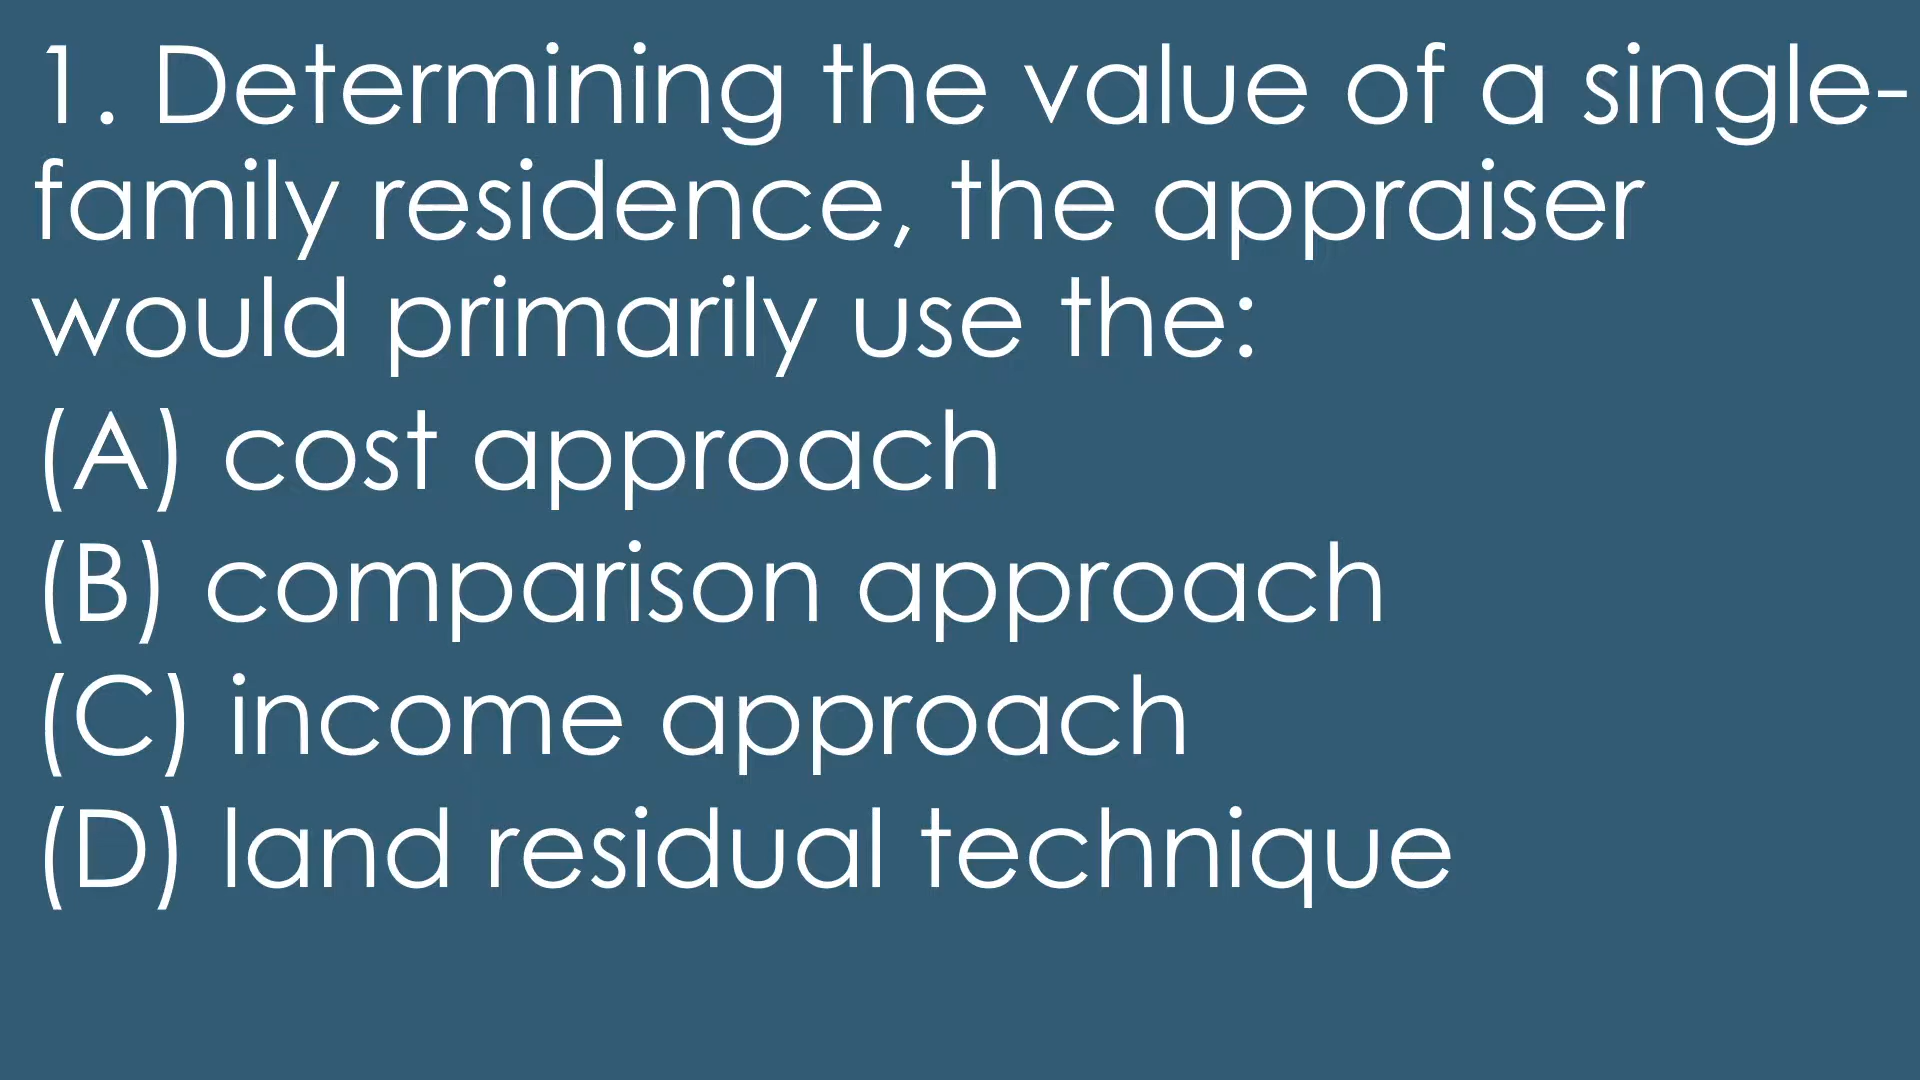 1. Determining the value of a single-
family residence, the appraiser
would primarily use the:
(A) cost approach
(B) comparison approach
(C) income approach
(D) land residual technique